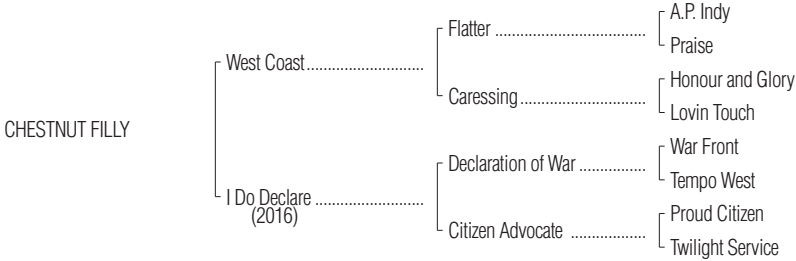 A.P. Indy
Flatter ......................................
Praise
West Coast...........................
Honour and Glory
Caressing................................
Lovin Touch
CHESTNUT FILLY
War Front
Declaration of War .................
Tempo West
I Do Declare .........................
(2016)
Proud Citizen
Citizen Advocate ...................
Twilight Service